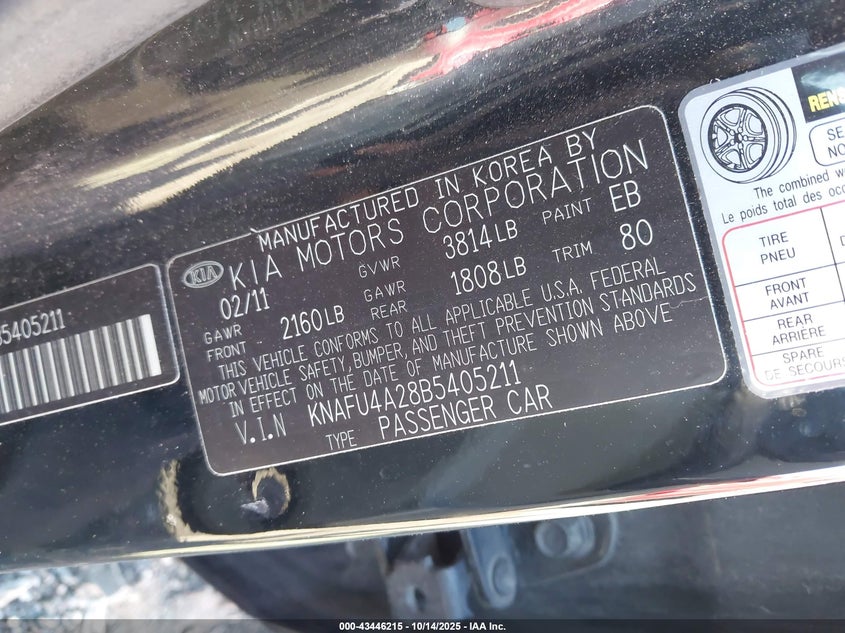 MANUFACTURED IN KOREA BY
KIA KIA MOTORS CORPORATION
02/11 GVWR 3814LB PAINT EB
GAWR FRONT 2160LB GAWR REAR 1808LB TRIM 80
THIS VEHICLE CONFORMS TO ALL APPLICABLE U.S.A. FEDERAL
MOTOR VEHICLE SAFETY, BUMPER, AND THEFT PREVENTION STANDARDS
IN EFFECT ON THE DATE OF MANUFACTURE SHOWN ABOVE
V.I.N KNAFU4A28B5405211
TYPE PASSENGER CAR
B5405211
The combined
Le poids total des
TIRE
PNEU
FRONT
AVANT
REAR
ARRIÈRE
SPARE
DE SECOURS
000-43446215 - 10/14/2025 - IAA Inc.